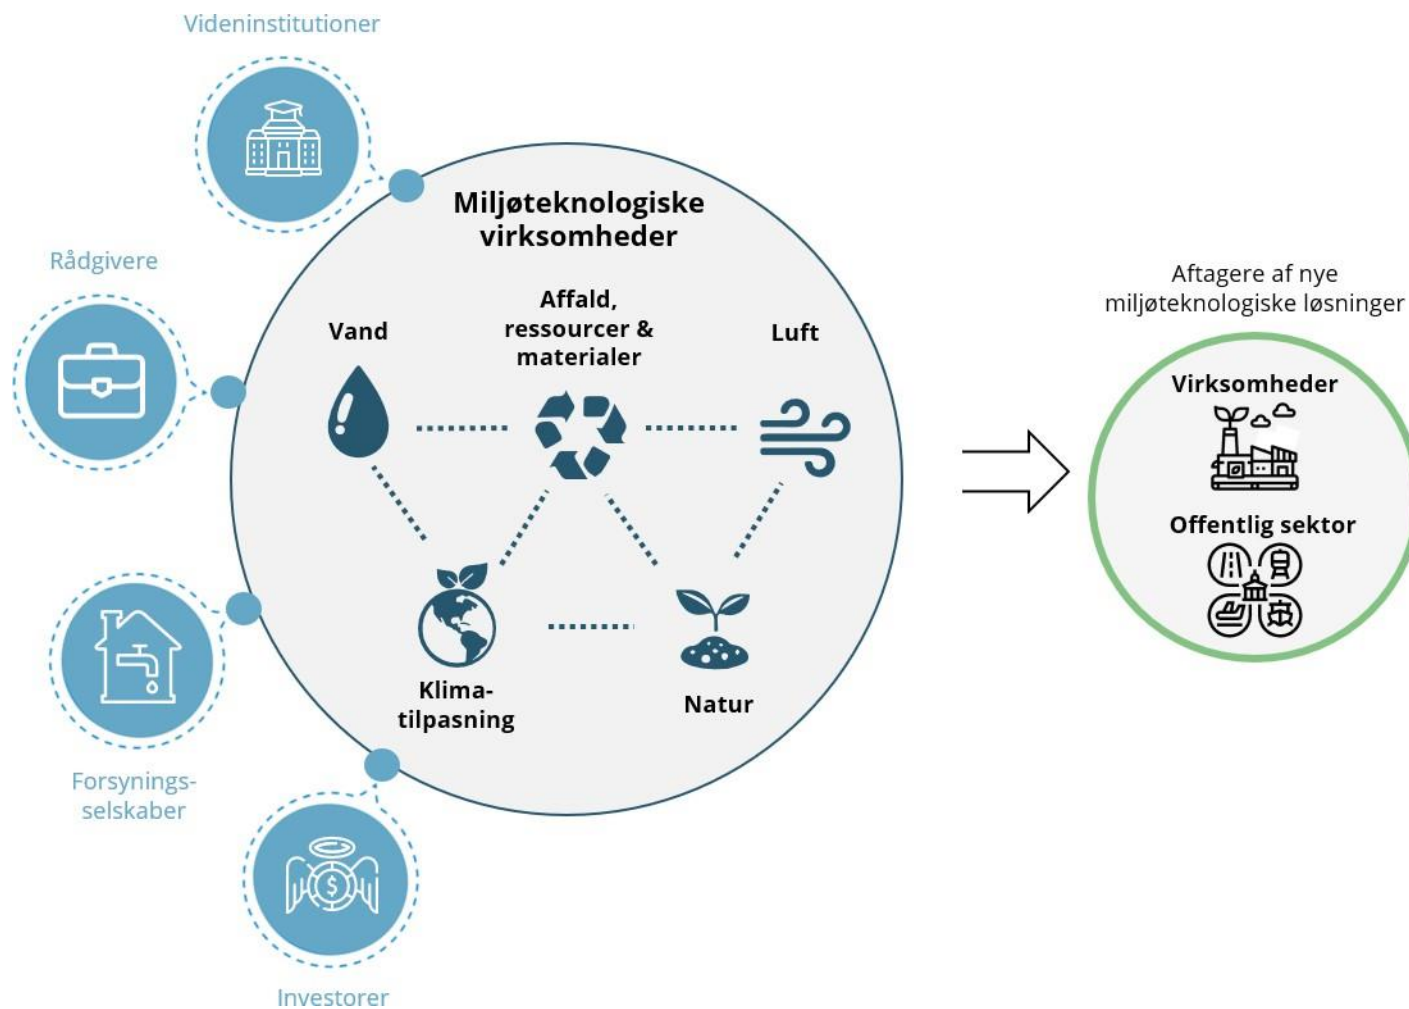 Videninstitutioner
Rådgivere
Forsynings-
selskaber
Investorer
Miljøteknologiske
virksomheder
Vand
Affald,
ressourcer &
materialer
Luft
Klima-
tilpasning
Natur
$
Aftagere af nye
miljøteknologiske løsninger
Virksomheder
Offentlig sektor